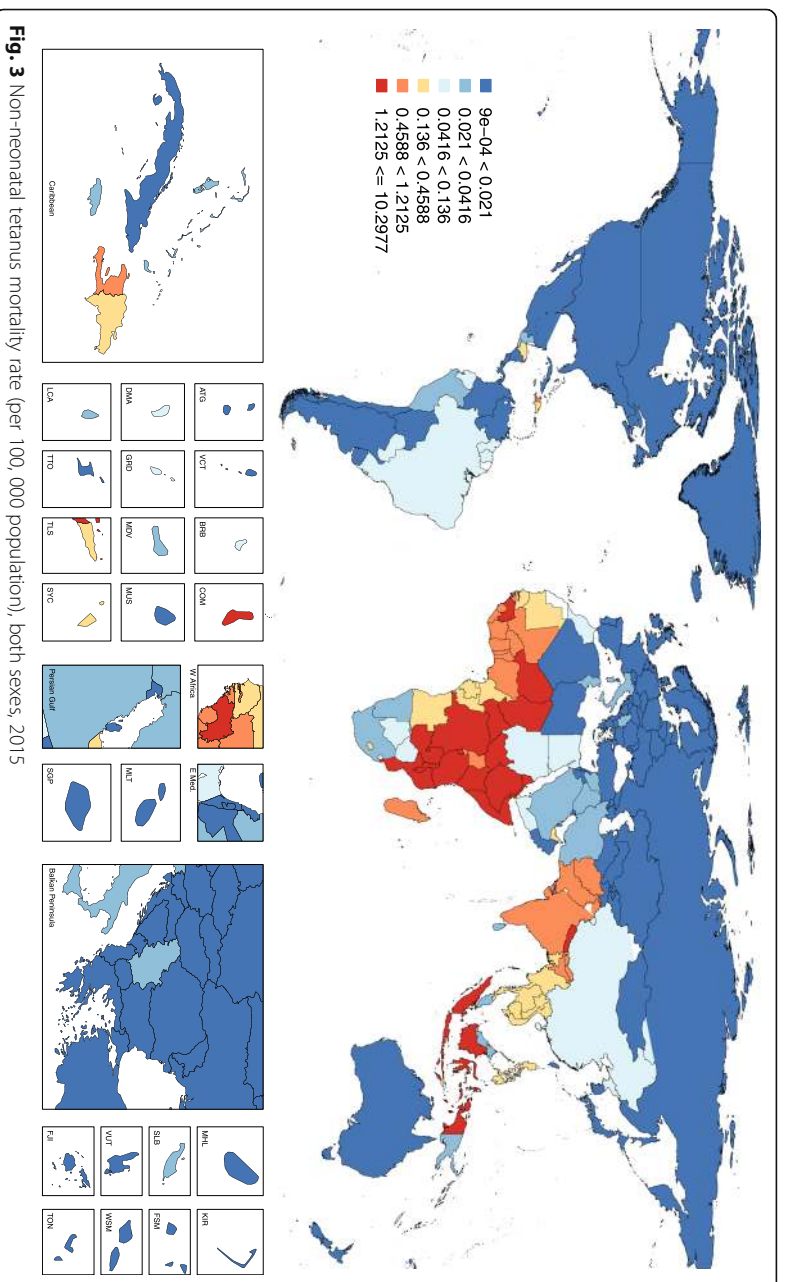 9e−04 < 0.021
0.021 < 0.0416
0.0416 < 0.136
0.136 < 0.4588
0.4588 < 1.2125
1.2125 <= 10.2977
Caribbean
ATG
VCT
BRB
COM
DMA
GRD
MDV
MUS
LCA
TTO
TLS
SYC
W Africa
E Med.
Persian Gulf
MLT
SGP
Balkan Peninsula
MHL
KIR
SLB
FSM
VUT
WSM
FJI
TON
Fig. 3 Non-neonatal tetanus mortality rate (per 100, 000 population), both sexes, 2015